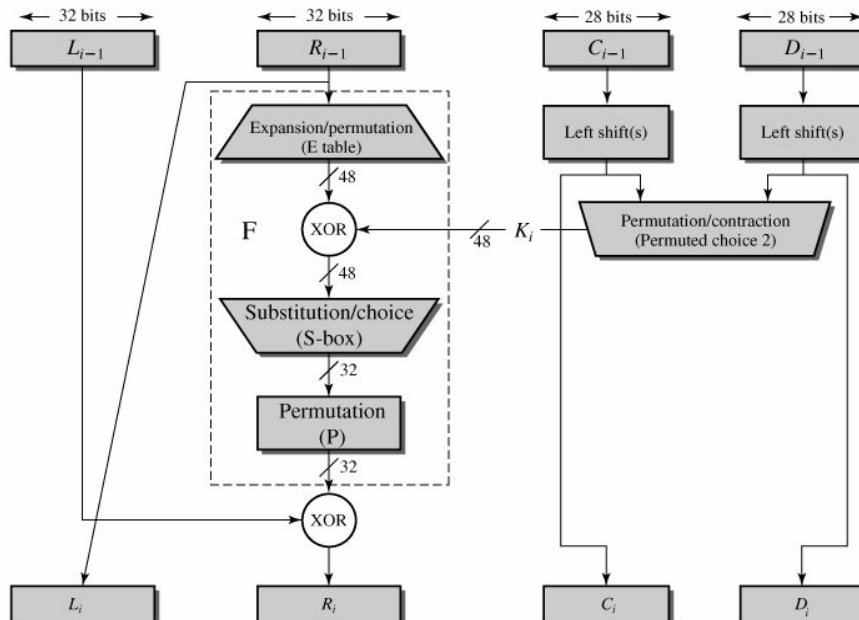 32 bits
32 bits
28 bits
28 bits
L_{i−1}
R_{i−1}
C_{i−1}
D_{i−1}
Expansion/permutation
(E table)
Left shift(s)
Left shift(s)
48
F
XOR
48
K_i
Permutation/contraction
(Permuted choice 2)
48
Substitution/choice
(S-box)
32
Permutation
(P)
32
XOR
L_i
R_i
C_i
D_i